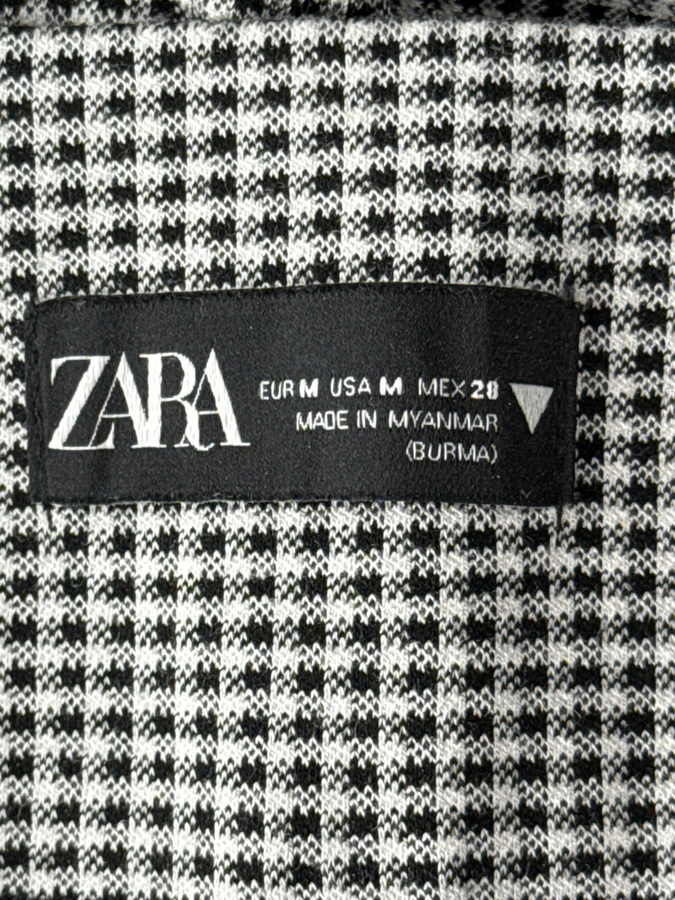 ZARA
EUR M USA M MEX 28
MADE IN MYANMAR
(BURMA)